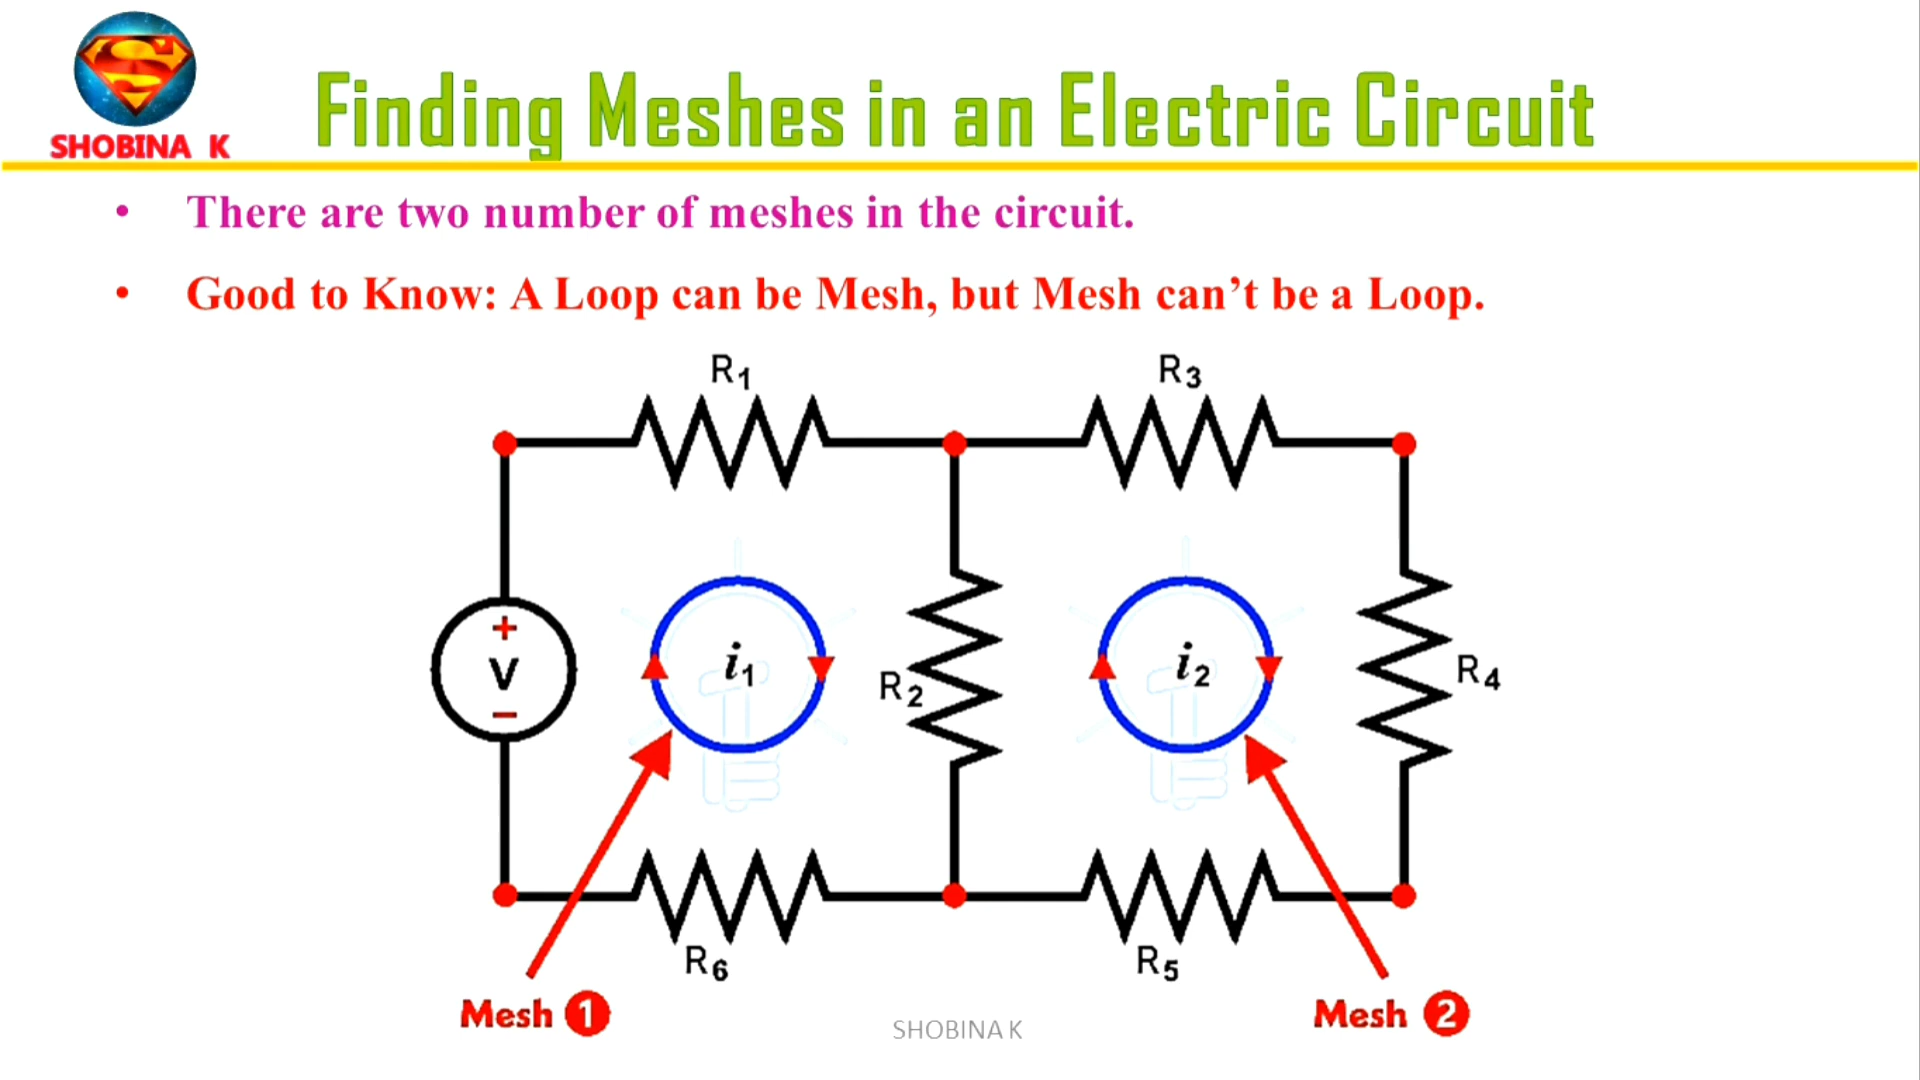 SHOBINA K
Finding Meshes in an Electric Circuit
• There are two number of meshes in the circuit.
• Good to Know: A Loop can be Mesh, but Mesh can’t be a Loop.
R1
R3
+
V
–
i1
R2
i2
R4
R6
R5
Mesh 1
Mesh 2
SHOBINA K